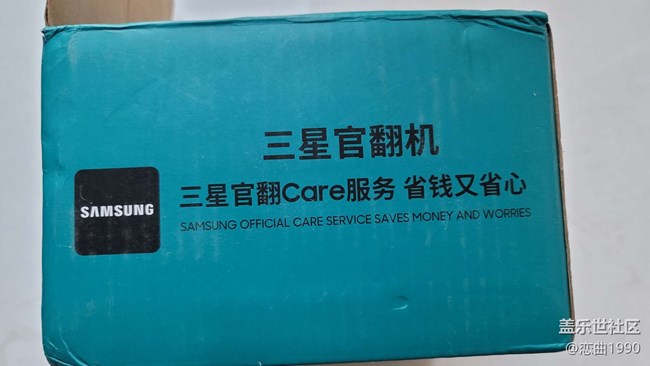 三星官翻机
三星官翻Care服务 省钱又省心
SAMSUNG
SAMSUNG OFFICIAL CARE SERVICE SAVES MONEY AND WORRIES
盖乐世社区
@恋曲1990